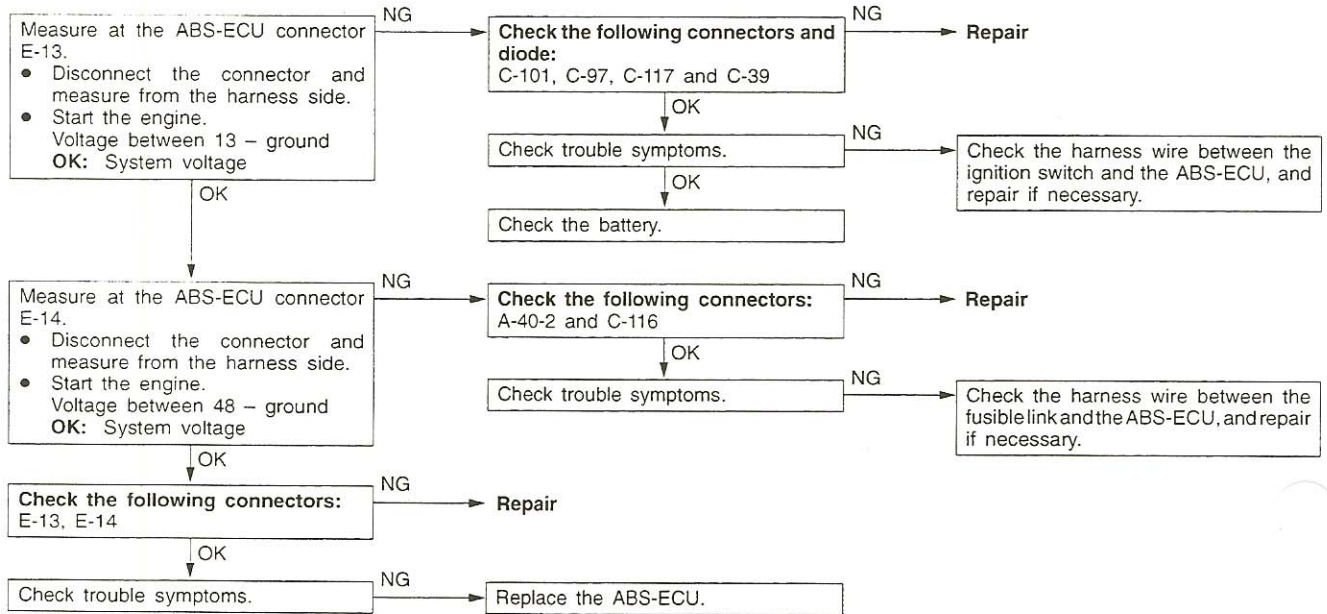 Measure at the ABS-ECU connector
E-13.
● Disconnect the connector and
measure from the harness side.
● Start the engine.
Voltage between 13 – ground
OK: System voltage
NG
Check the following connectors and
diode:
C-101, C-97, C-117 and C-39
NG
Repair
OK
Check trouble symptoms.
NG
Check the harness wire between the
ignition switch and the ABS-ECU, and
repair if necessary.
OK
Check the battery.
OK
Measure at the ABS-ECU connector
E-14.
● Disconnect the connector and
measure from the harness side.
● Start the engine.
Voltage between 48 – ground
OK: System voltage
NG
Check the following connectors:
A-40-2 and C-116
NG
Repair
OK
Check trouble symptoms.
NG
Check the harness wire between the
fusible link and the ABS-ECU, and repair
if necessary.
OK
Check the following connectors:
E-13, E-14
NG
Repair
OK
Check trouble symptoms.
NG
Replace the ABS-ECU.